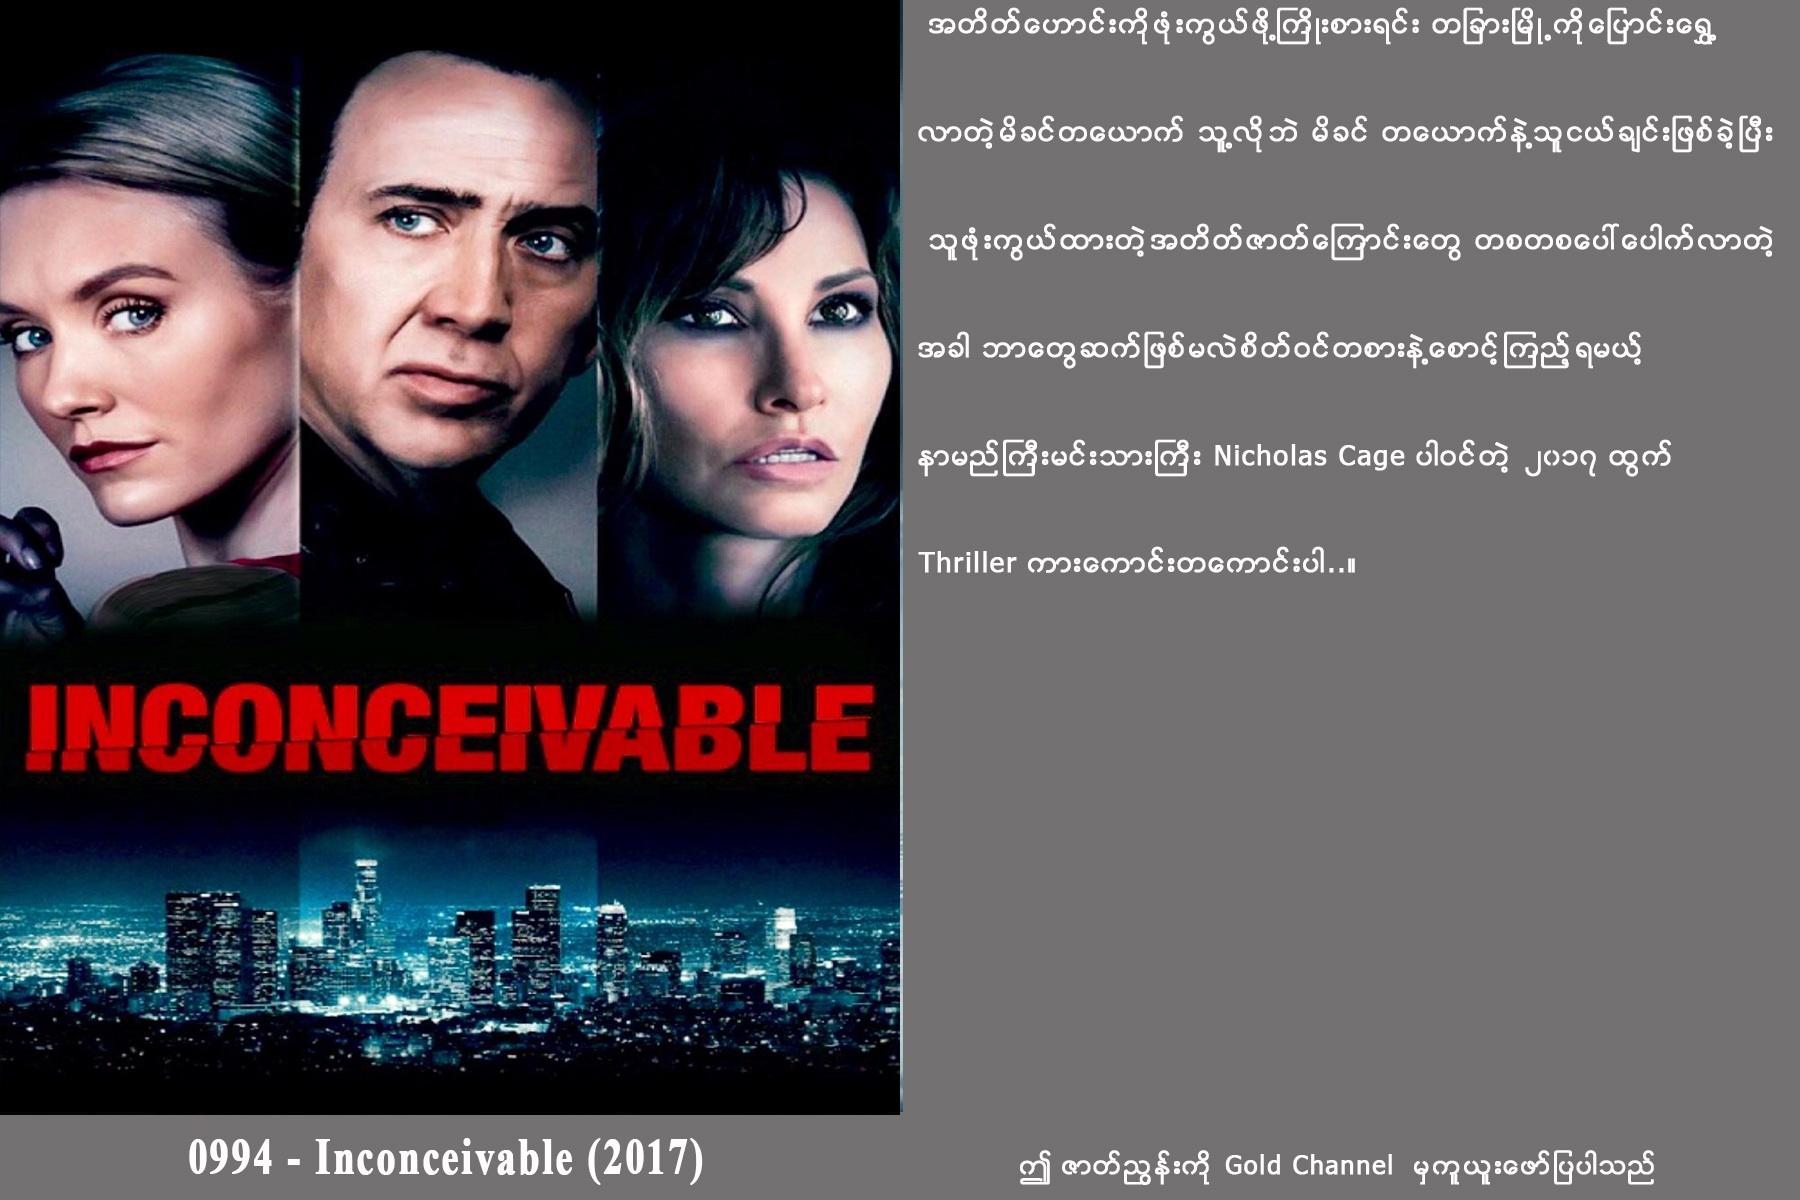 အတိတ်ဟောင်းကိုဖုံးကွယ်ဖို့ကြိုးစားရင်း တခြားမြို့ကိုပြောင်းရွှေ့
လာတဲ့မိခင်တယောက် သူ့လိုဘဲ မိခင် တယောက်နဲ့သူငယ်ချင်းဖြစ်ခဲ့ပြီး
သူဖုံးကွယ်ထားတဲ့အတိတ်ဇာတ်ကြောင်းတွေ တစတစပေါ်ပေါက်လာတဲ့
အခါ ဘာတွေဆက်ဖြစ်မလဲစိတ်ဝင်တစားနဲ့စောင့်ကြည့်ရမယ့်
နာမည်ကြီးမင်းသားကြီး Nicholas Cage ပါဝင်တဲ့ ၂၀၁၇ ထွက်
Thriller ကားကောင်းတကောင်းပါ..။
INCONCEIVABLE
0994 - Inconceivable (2017)
ဤ ဇာတ်ညွှန်းကို Gold Channel မှကူယူးဖော်ပြပါသည်